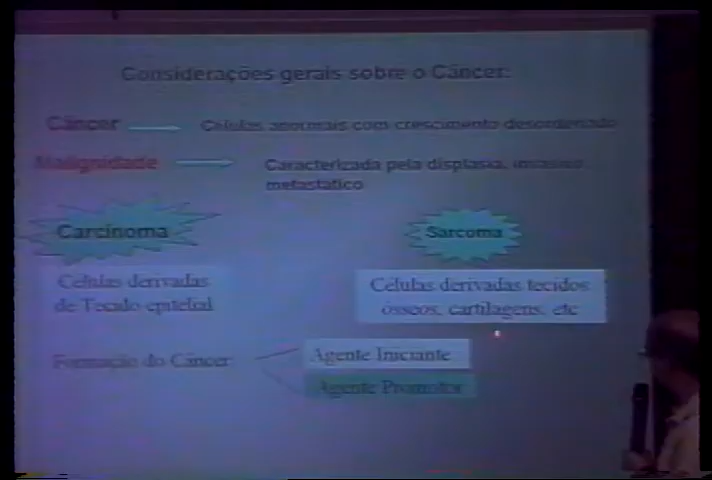 Considerações gerais sobre o Câncer:
Câncer
Células anormais com crescimento desordenado
Malignidade
Caracterizada pela displasia, invasivo
metastático
Carcinoma
Sarcoma
Células derivadas
de Tecido epitelial
Células derivadas tecidos
ósseos, cartilagens, etc
Formação do Câncer
Agente Iniciante
Agente Promotor